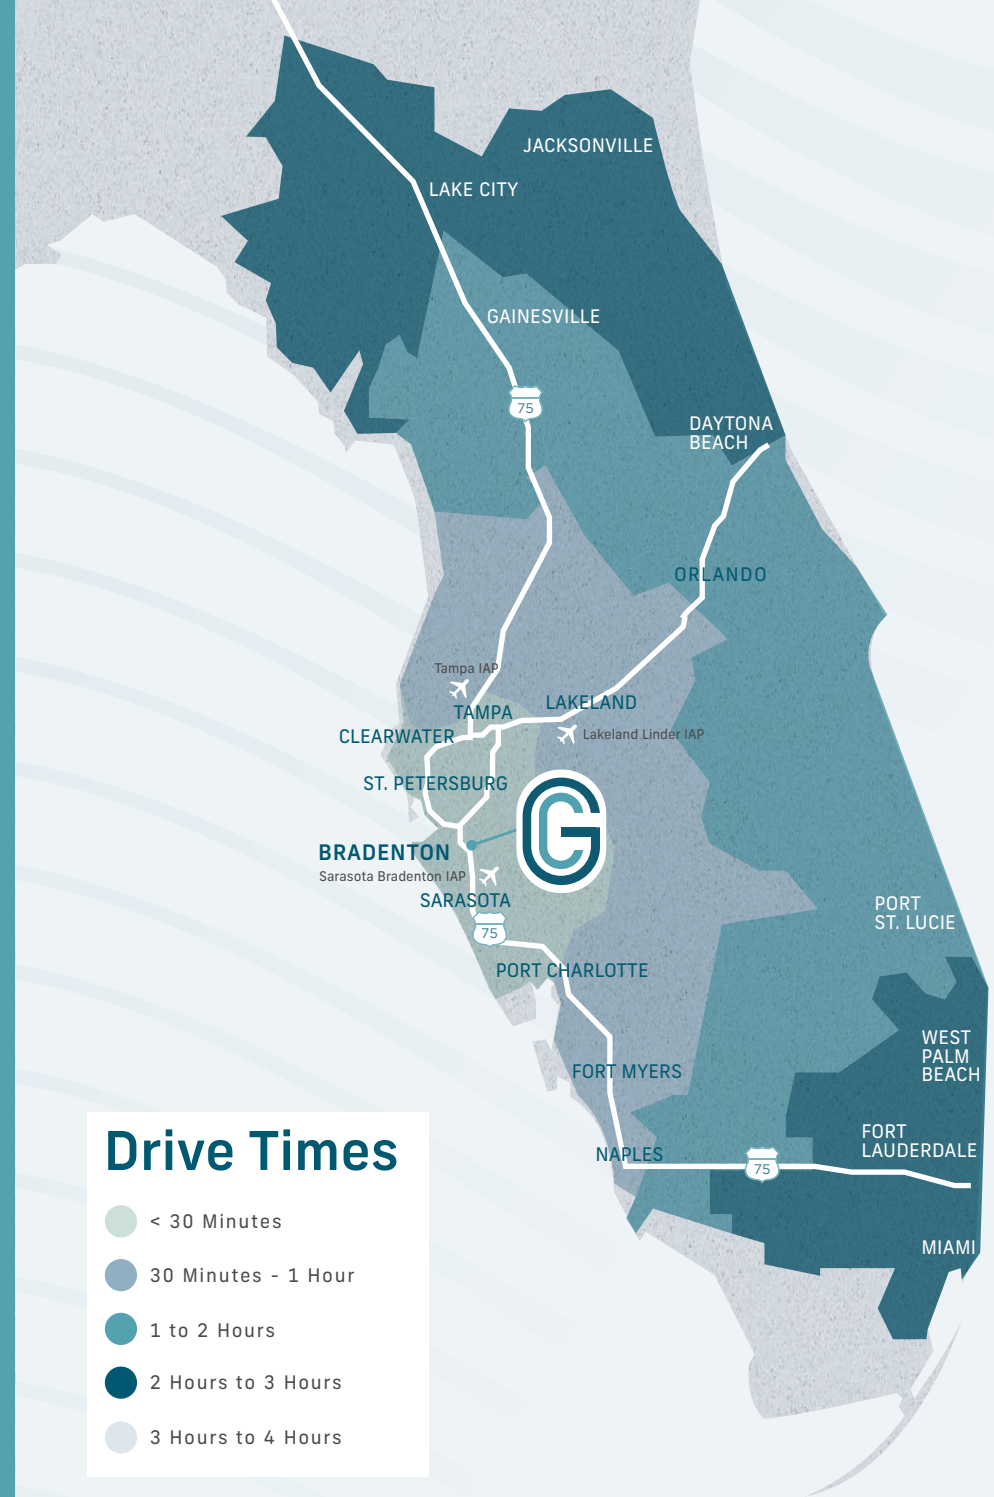 JACKSONVILLE
LAKE CITY
GAINESVILLE
75
DAYTONA
BEACH
ORLANDO
Tampa IAP
LAKELAND
TAMPA
CLEARWATER
Lakeland Linder IAP
ST. PETERSBURG
G
BRADENTON
Sarasota Bradenton IAP
SARASOTA
PORT
ST. LUCIE
75
PORT CHARLOTTE
WEST
PALM
BEACH
FORT MYERS
FORT
LAUDERDALE
NAPLES
75
MIAMI
Drive Times
< 30 Minutes
30 Minutes - 1 Hour
1 to 2 Hours
2 Hours to 3 Hours
3 Hours to 4 Hours